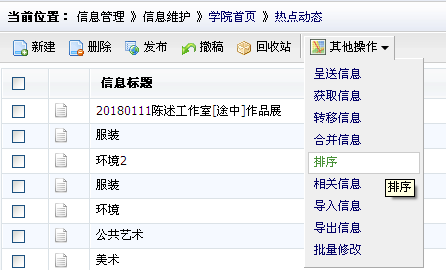 当前位置： 信息管理 》信息维护 》学院首页 》热点动态
新建 删除 发布 撤稿 回收站 其他操作
信息标题
20180111陈述工作室[途中]作品展
服装
环境2
服装
环境
公共艺术
美术
呈送信息
获取信息
转移信息
合并信息
排序
相关信息
排序
导入信息
导出信息
批量修改